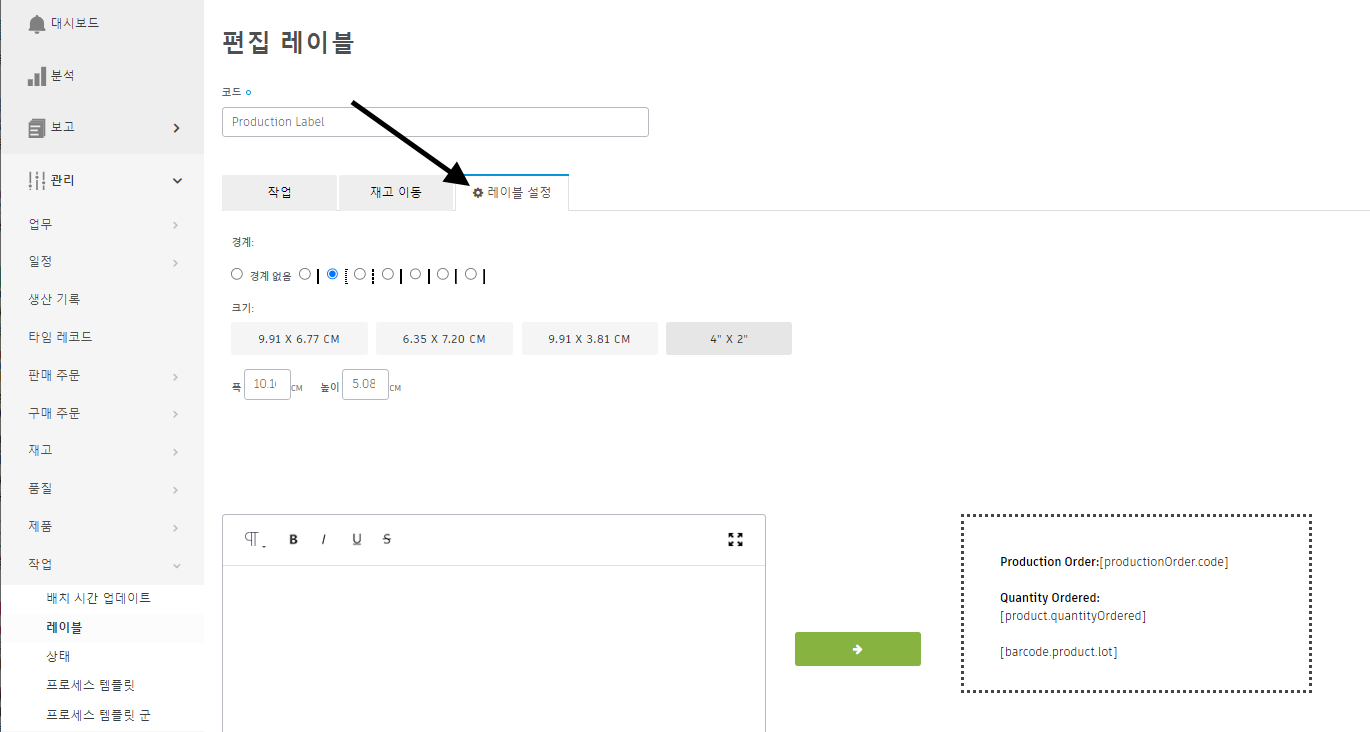 대시보드
분석
보고
관리
업무
일정
생산 기록
타임 레코드
판매 주문
구매 주문
재고
품질
제품
작업
배치 시간 업데이트
레이블
상태
프로세스 템플릿
프로세스 템플릿 군
편집 레이블
코드
Production Label
작업 재고 이동 레이블 설정
경계:
경계 없음
크기:
9.91 X 6.77 CM 6.35 X 7.20 CM 9.91 X 3.81 CM 4" X 2"
폭 10.1 CM 높이 5.08 CM
B I U S
Production Order:[productionOrder.code]
Quantity Ordered:
[product.quantityOrdered]
[barcode.product.lot]